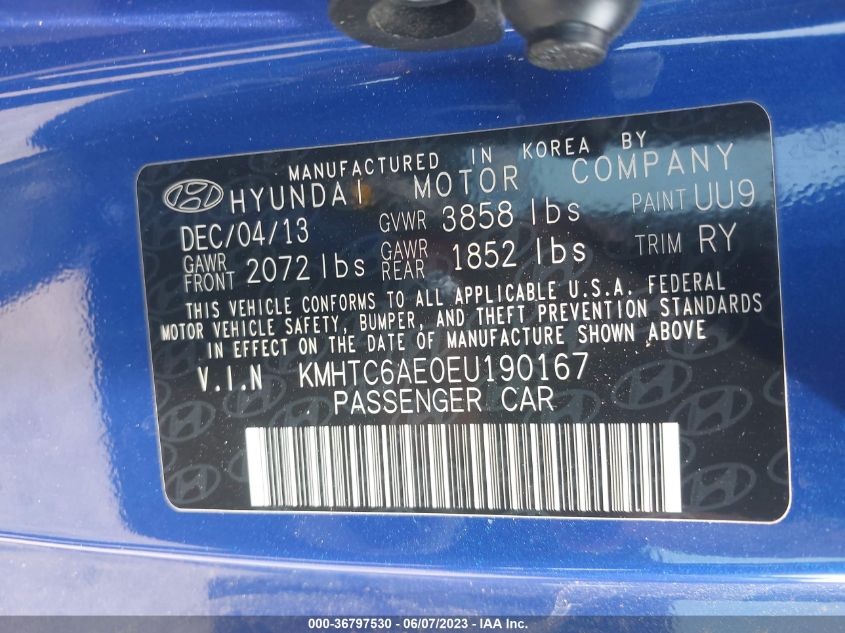 MANUFACTURED IN KOREA BY
HYUNDAI MOTOR COMPANY
DEC/04/13 GVWR 3858 lbs PAINT UU9
GAWR FRONT 2072 lbs GAWR REAR 1852 lbs TRIM RY
THIS VEHICLE CONFORMS TO ALL APPLICABLE U.S.A. FEDERAL
MOTOR VEHICLE SAFETY, BUMPER, AND THEFT PREVENTION STANDARDS
IN EFFECT ON THE DATE OF MANUFACTURE SHOWN ABOVE
V.I.N KMHTC6AE0EU190167
PASSENGER CAR
000-36797530 - 06/07/2023 - IAAI.COM